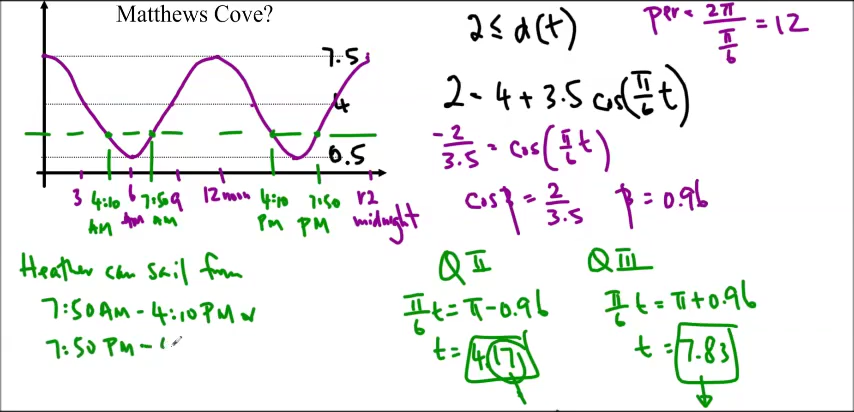 Matthews Cove?
7.5
4
0.5
3 4:10 AM 6 AM 7:50 AM 9 12 noon 4:10 PM 7:50 PM 12 midnight
Heather can sail from
7:50 AM - 4:10 PM
7:50 PM -
2 ≤ d(t)
per = 2π/(π/6) = 12
2 = 4 + 3.5 cos(π/6 t)
-2/3.5 = cos(π/6 t)
cos β = 2/3.5 β = 0.96
Q II
π/6 t = π - 0.96
t = 4.17
Q III
π/6 t = π + 0.96
t = 7.83